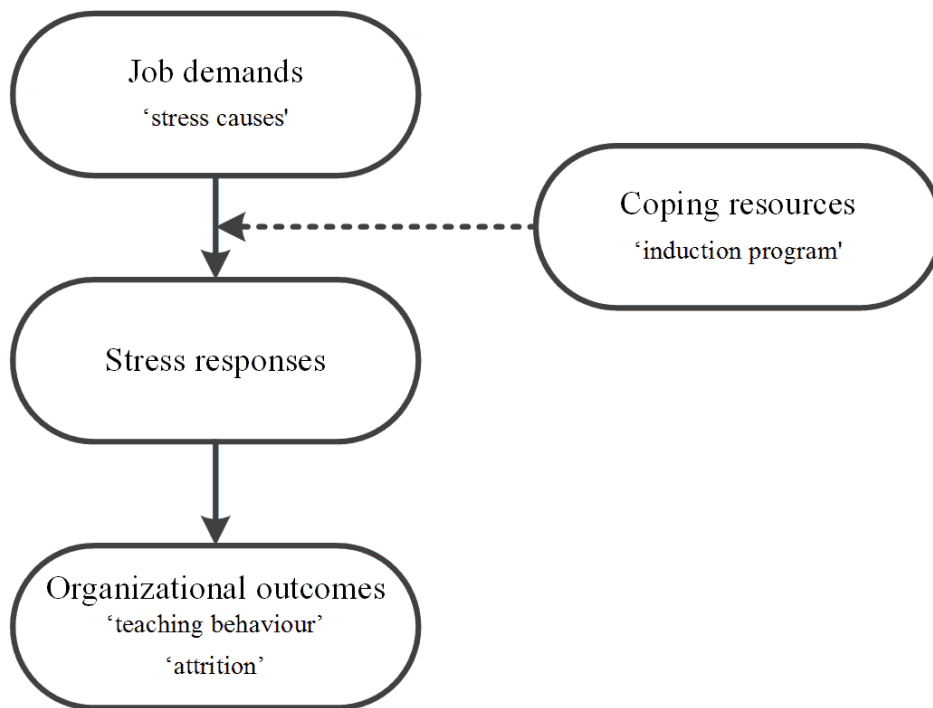 Job demands
‘stress causes'
Coping resources
‘induction program'
Stress responses
Organizational outcomes
‘teaching behaviour’
‘attrition’